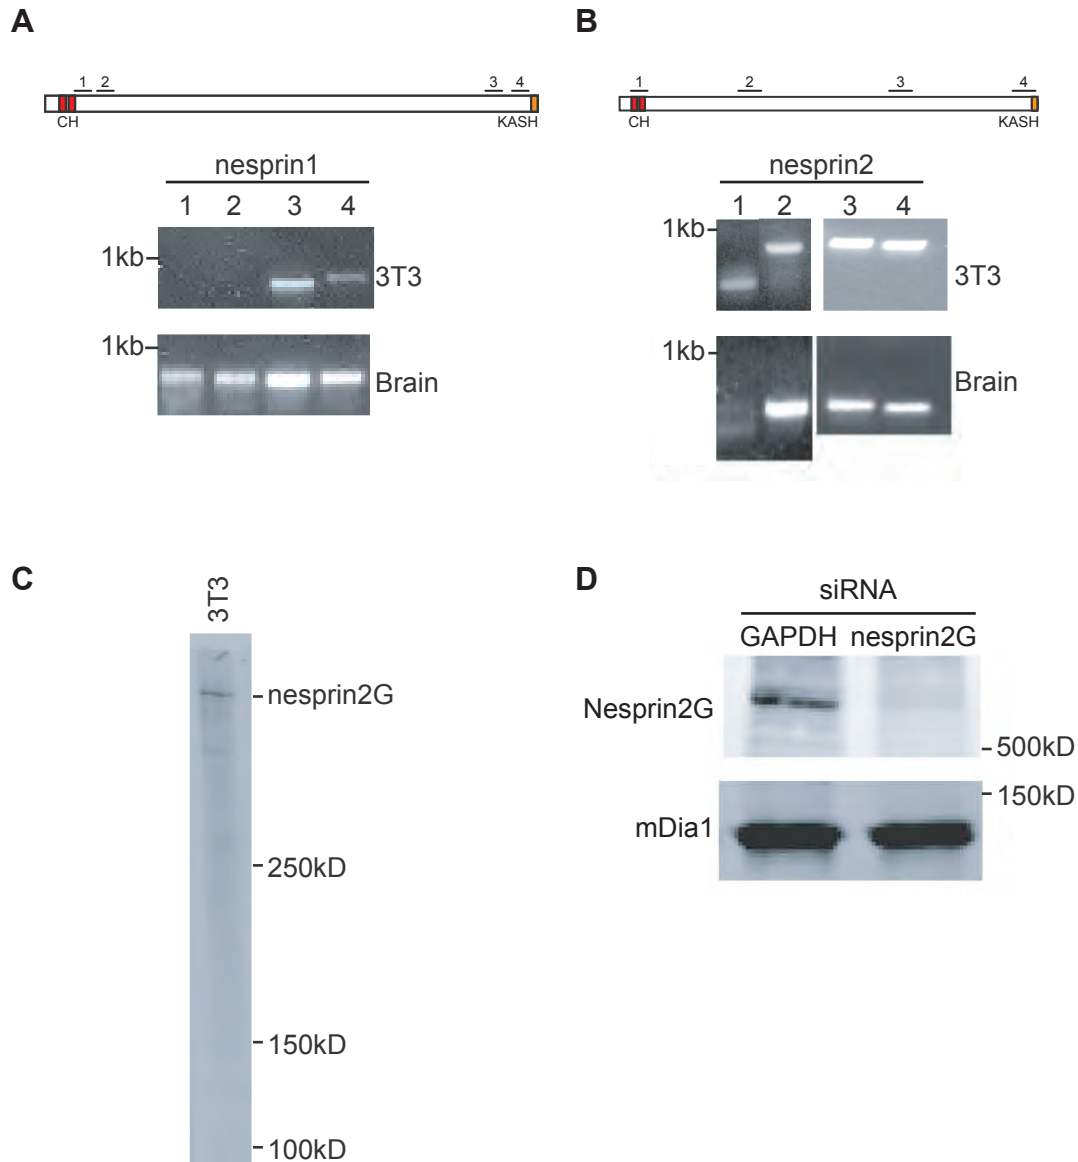 A
1 2 3 4
CH KASH
nesprin1
1 2 3 4
1kb
3T3
1kb
Brain
B
1 2 3 4
CH KASH
nesprin2
1 2 3 4
1kb
3T3
1kb
Brain
C
3T3
nesprin2G
250kD
150kD
100kD
D
siRNA
GAPDH nesprin2G
Nesprin2G
500kD
150kD
mDia1